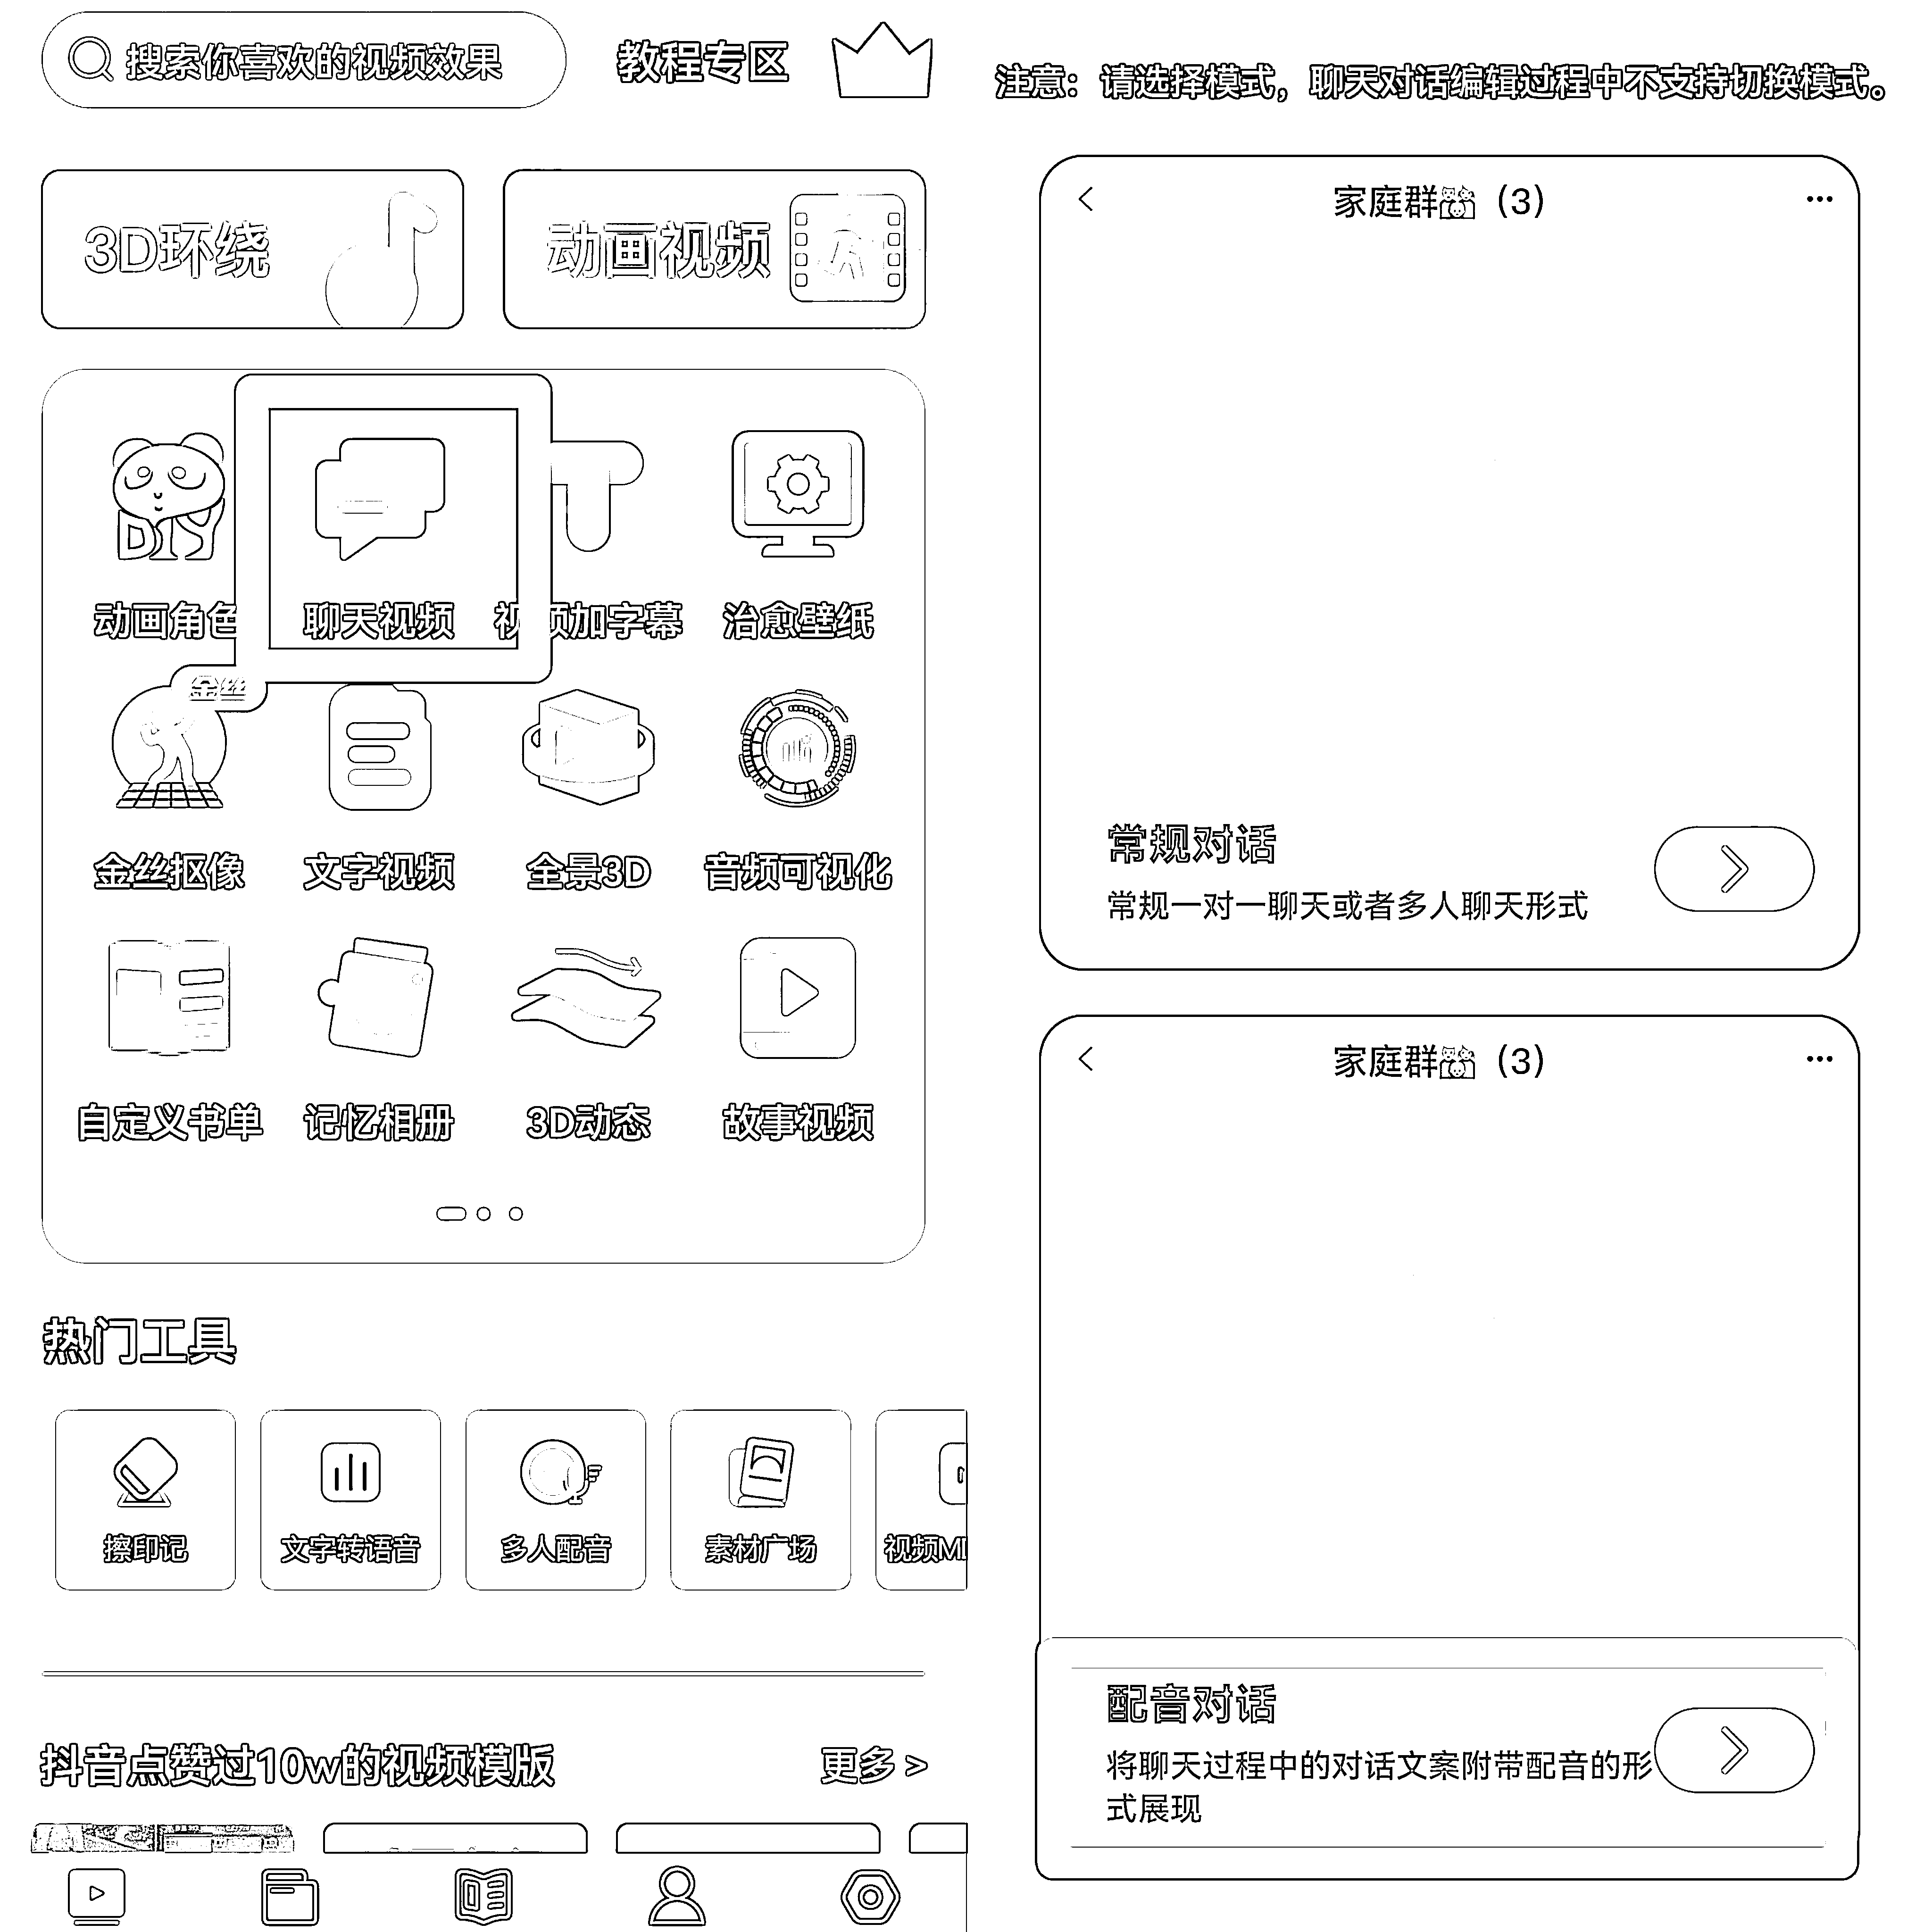 搜索你喜欢的视频效果
教程专区
3D环绕
动画视频
DIY
动画角色
聊天视频
视频加字幕
治愈壁纸
金丝
金丝抠像
文字视频
全景3D
音频可视化
自定义书单
记忆相册
3D动态
故事视频
热门工具
擦印记
文字转语音
多人配音
素材广场
视频M
抖音点赞过10w的视频模版
更多 >
注意：请选择模式，聊天对话编辑过程中不支持切换模式。
家庭群（3）
常规对话
常规一对一聊天或者多人聊天形式
家庭群（3）
配音对话
将聊天过程中的对话文案附带配音的形
式展现